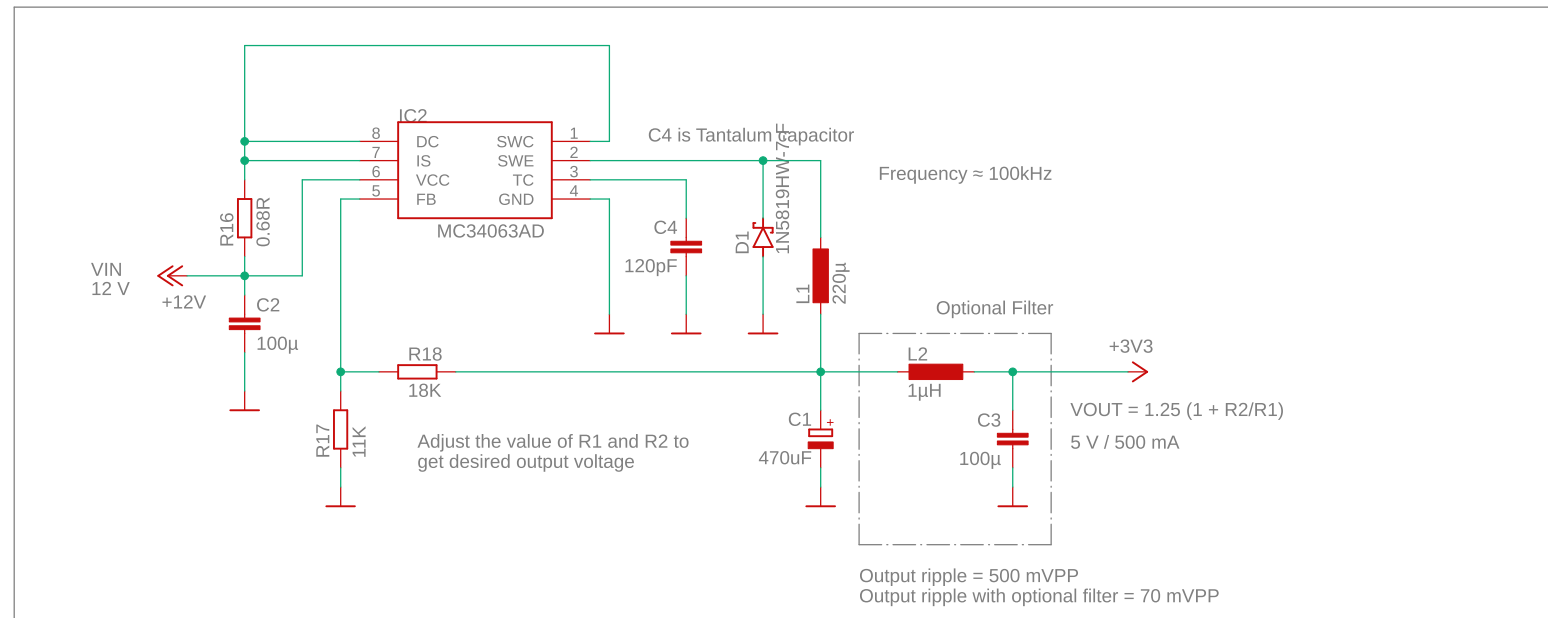 IC2
8 DC SWC 1
7 IS SWE 2
6 VCC TC 3
5 FB GND 4
MC34063AD
C4 is Tantalum capacitor
Frequency ≈ 100kHz
R16
0.68R
VIN
12 V
+12V
C2
100µ
C4
120pF
D1
1N5819HW-7-F
L1
220µ
Optional Filter
R18
18K
L2
1µH
+3V3
R17
11K
Adjust the value of R1 and R2 to
get desired output voltage
C1
+
470uF
C3
100µ
VOUT = 1.25 (1 + R2/R1)
5 V / 500 mA
Output ripple = 500 mVPP
Output ripple with optional filter = 70 mVPP